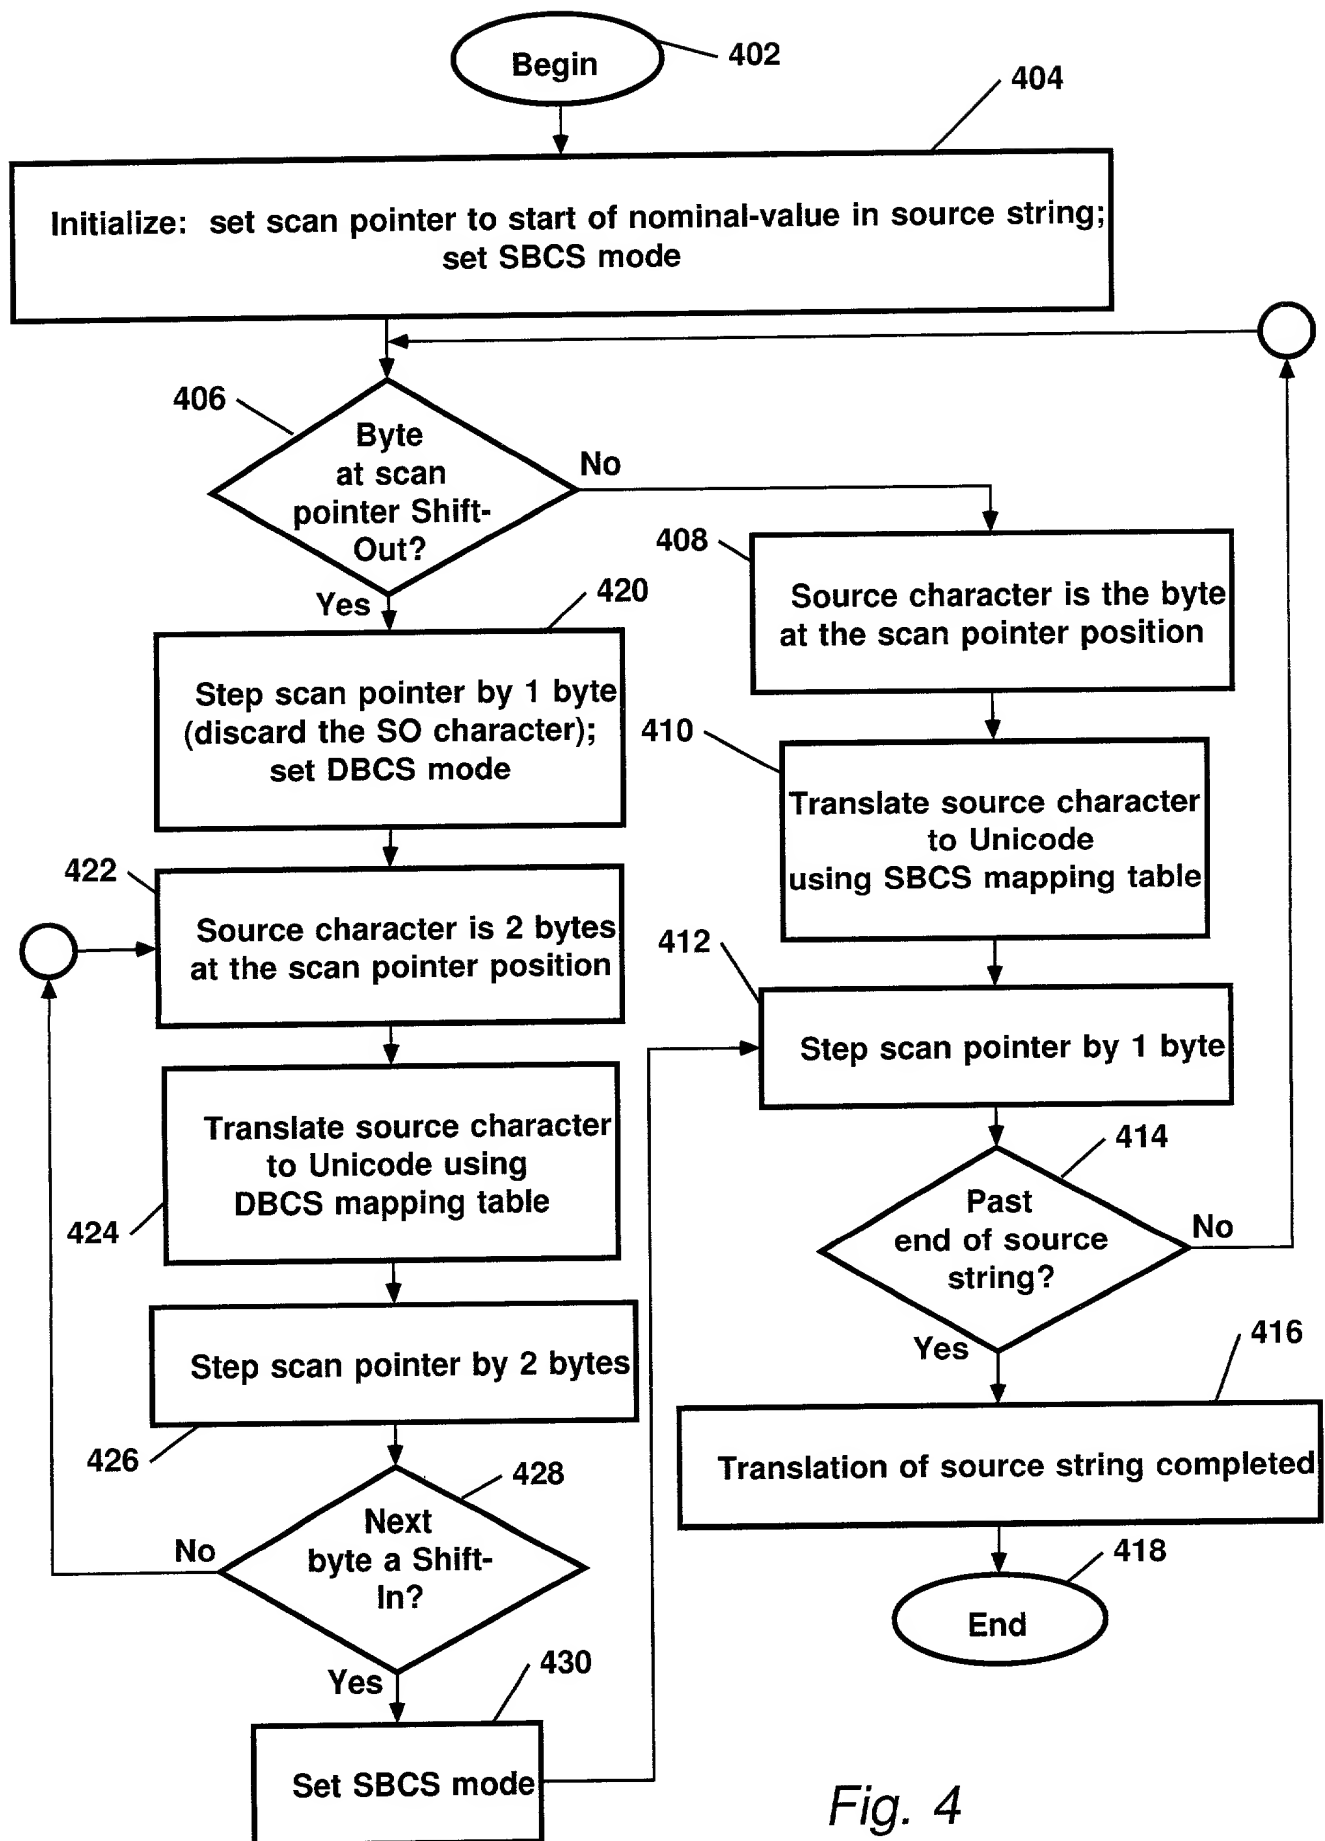 Begin
402
404
Initialize: set scan pointer to start of nominal-value in source string;
set SBCS mode
406
Byte
at scan
pointer Shift-
Out?
No
Yes
408
Source character is the byte
at the scan pointer position
420
Step scan pointer by 1 byte
(discard the SO character);
set DBCS mode
410
Translate source character
to Unicode
using SBCS mapping table
422
Source character is 2 bytes
at the scan pointer position
412
Step scan pointer by 1 byte
424
Translate source character
to Unicode using
DBCS mapping table
414
Past
end of source
string?
No
Yes
426
Step scan pointer by 2 bytes
416
Translation of source string completed
428
Next
byte a Shift-
In?
No
Yes
418
End
430
Set SBCS mode
Fig. 4